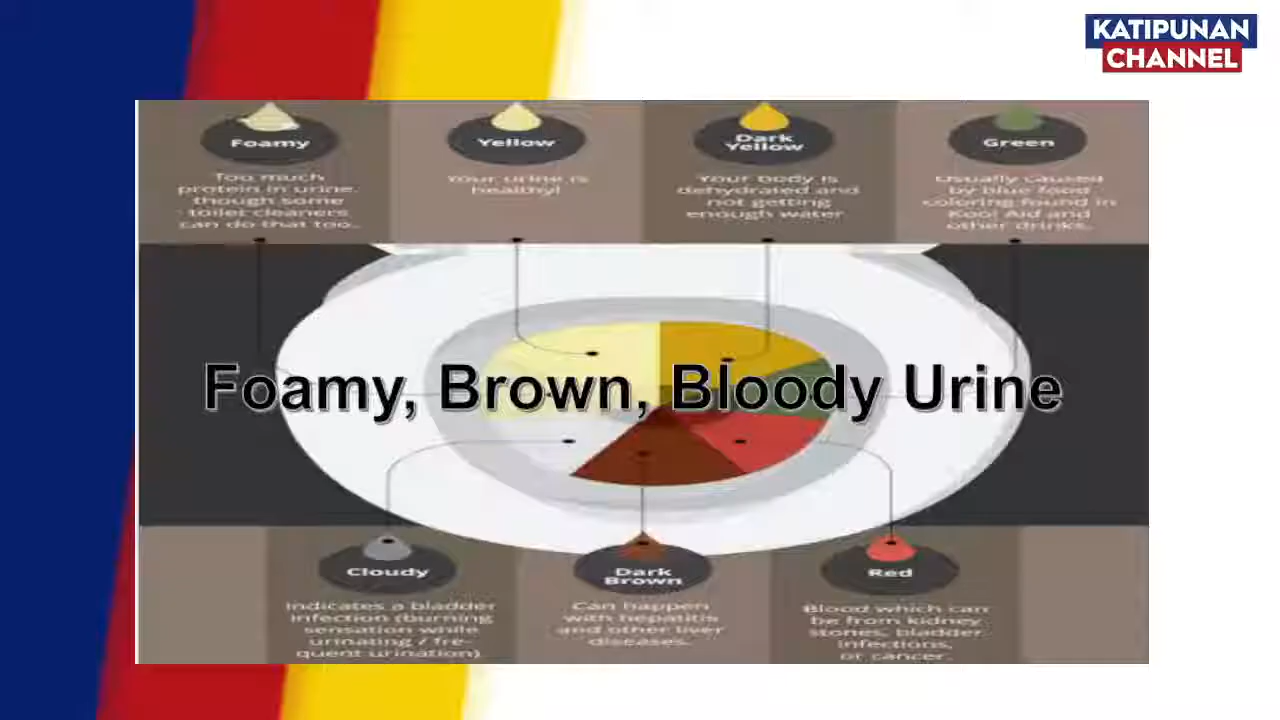 KATIPUNAN
CHANNEL
Foamy
Yellow
Dark
Yellow
Green
Too much
protein in urine,
though some
toilet cleaners
can do that too.
Your urine is
healthy!
Your body is
dehydrated and
not getting
enough water
Usually caused
by blue food
coloring found in
Kool Aid and
other drinks.
Foamy, Brown, Bloody Urine
Cloudy
Dark
Brown
Red
Indicates a bladder
infection (burning
sensation while
urinating / fre-
quent urination)
Can happen
with hepatitis
and other liver
diseases.
Blood which can
be from kidney
stones, bladder
infections,
or cancer.